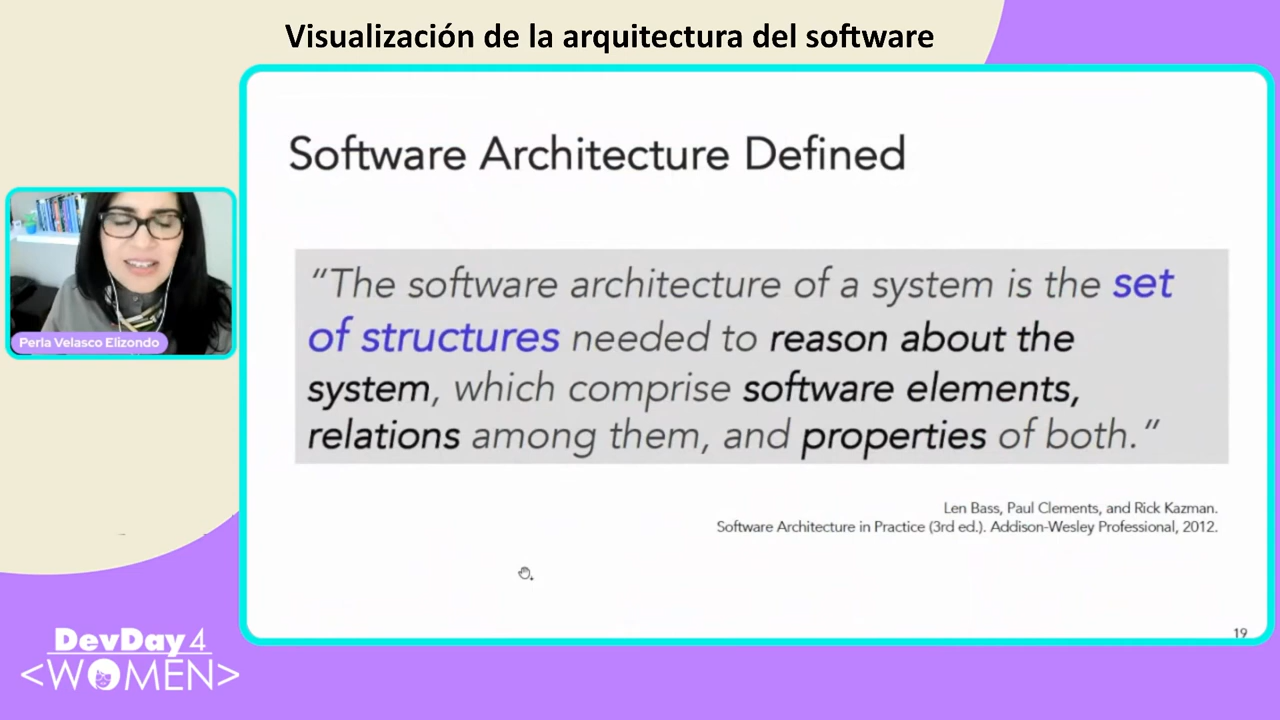 Visualización de la arquitectura del software
Software Architecture Defined
“The software architecture of a system is the set
of structures needed to reason about the
system, which comprise software elements,
relations among them, and properties of both.”
Len Bass, Paul Clements, and Rick Kazman.
Software Architecture in Practice (3rd ed.). Addison-Wesley Professional, 2012.
19
Perla Velasco Elizondo
DevDay4
<WOMEN>